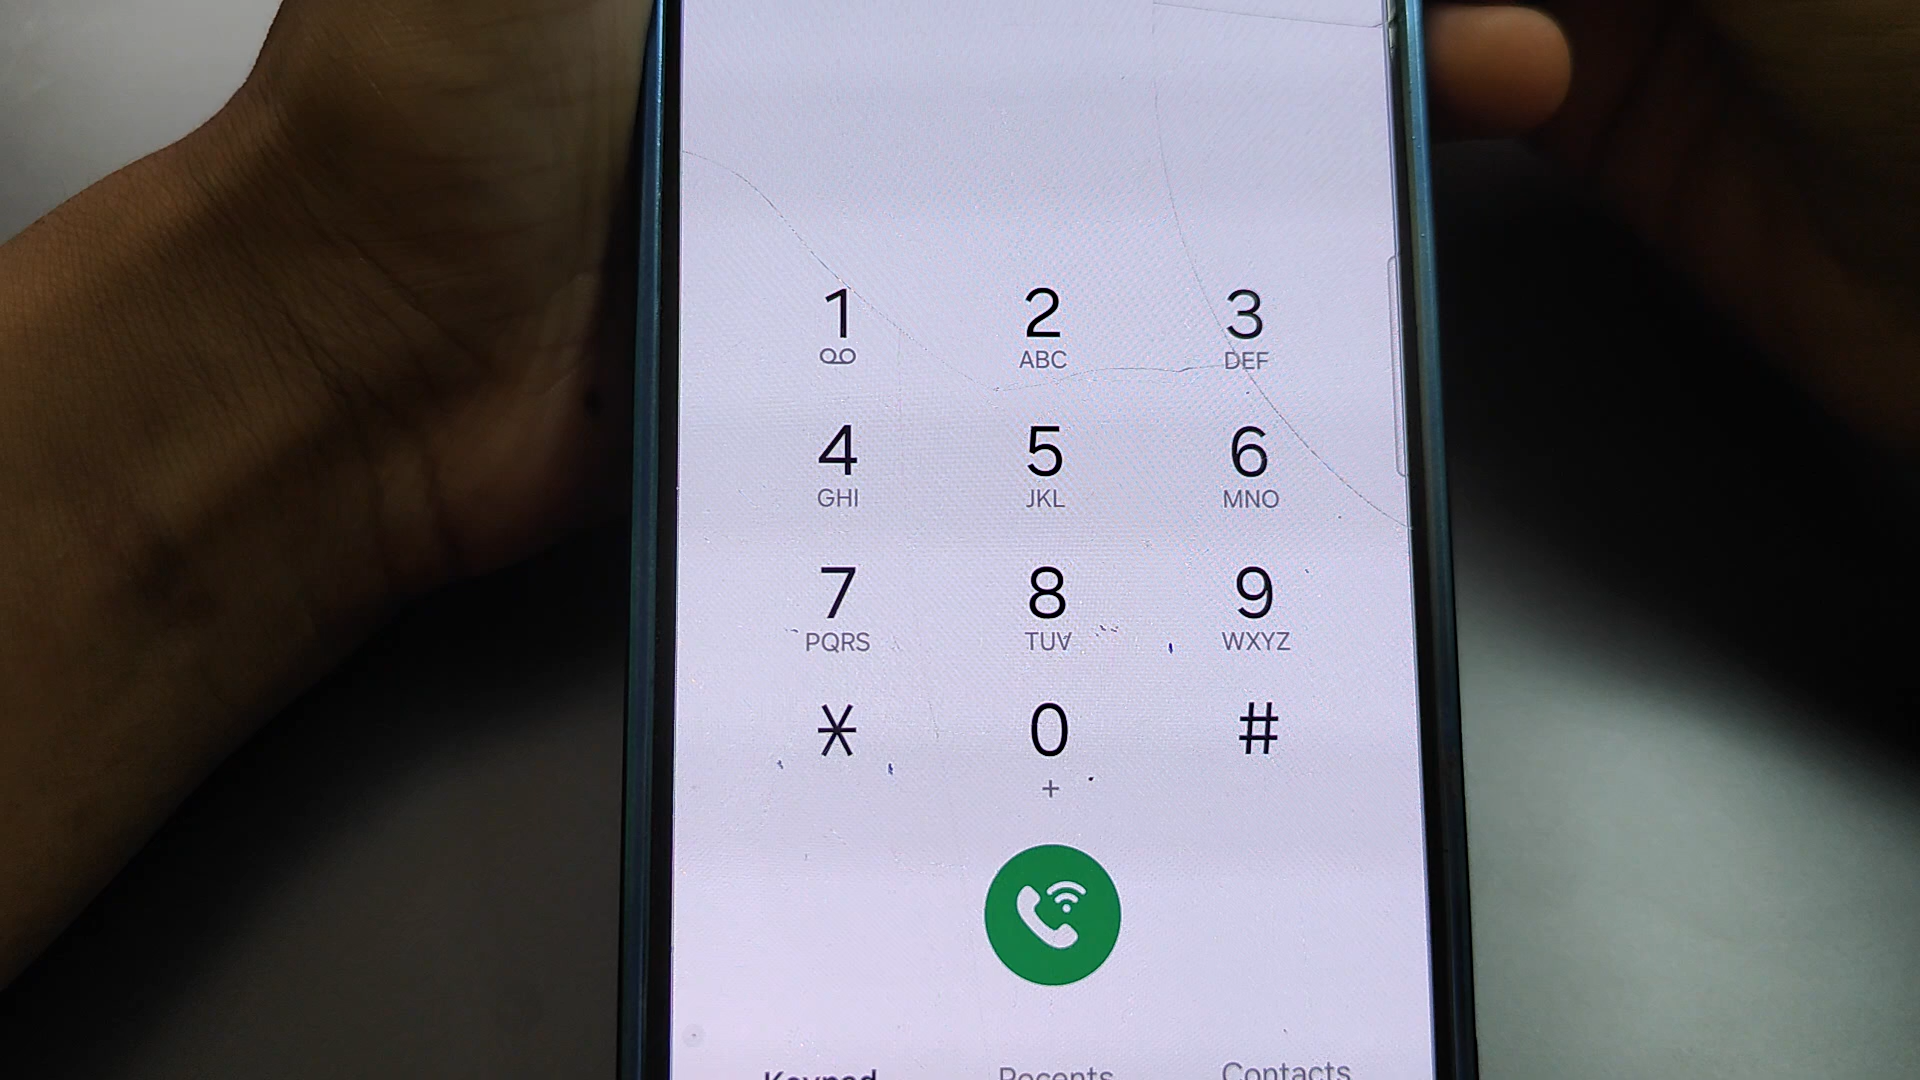 1 2 3
ABC DEF
4 5 6
GHI JKL MNO
7 8 9
PQRS TUV WXYZ
* 0 #
+
Keypad Recents Contacts